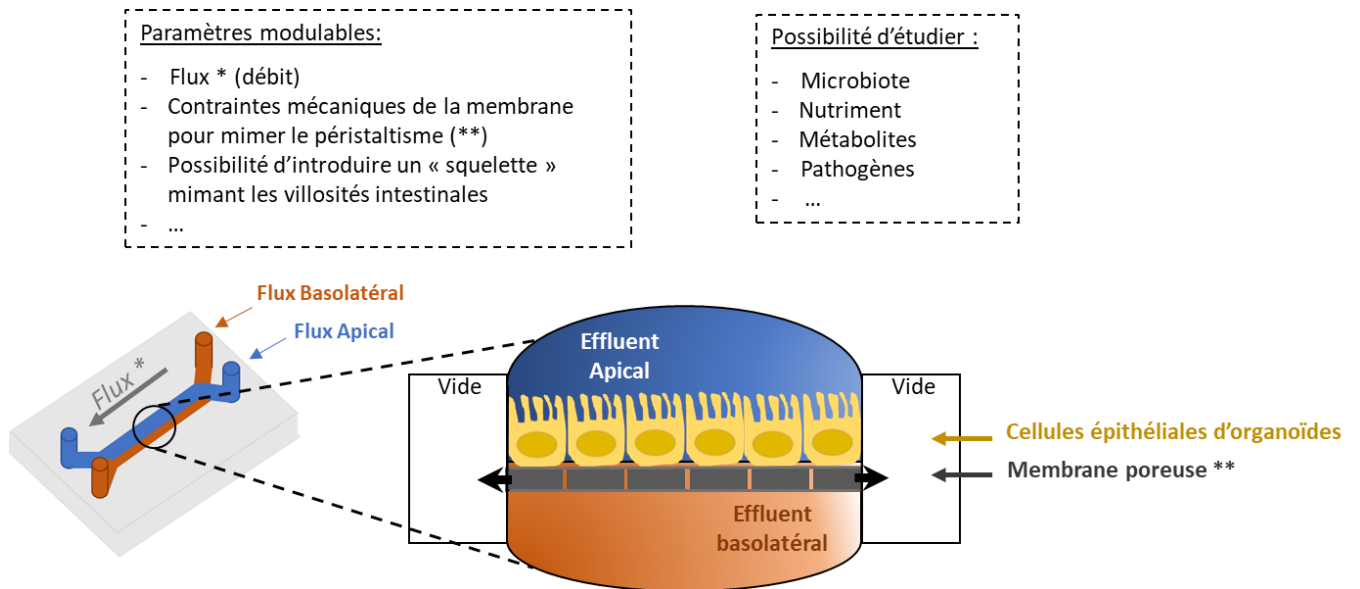 Paramètres modulables:
- Flux * (débit)
- Contraintes mécaniques de la membrane
pour mimer le péristaltisme (**)
- Possibilité d’introduire un « squelette »
mimant les villosités intestinales
- ...
Possibilité d’étudier :
- Microbiote
- Nutriment
- Métabolites
- Pathogènes
- ...
Flux Basolatéral
Flux Apical
Flux *
Effluent
Apical
Vide
Vide
Cellules épithéliales d’organoïdes
Membrane poreuse **
Effluent
basolatéral